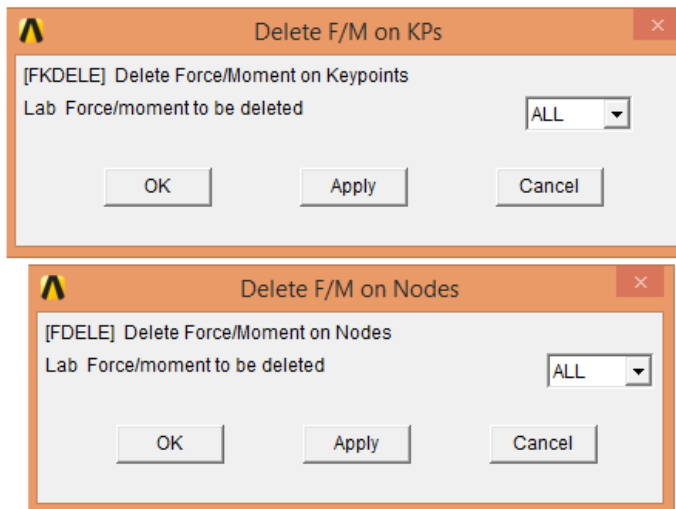 Delete F/M on KPs
[FKDELE] Delete Force/Moment on Keypoints
Lab Force/moment to be deleted ALL
OK Apply Cancel
Delete F/M on Nodes
[FDELE] Delete Force/Moment on Nodes
Lab Force/moment to be deleted ALL
OK Apply Cancel